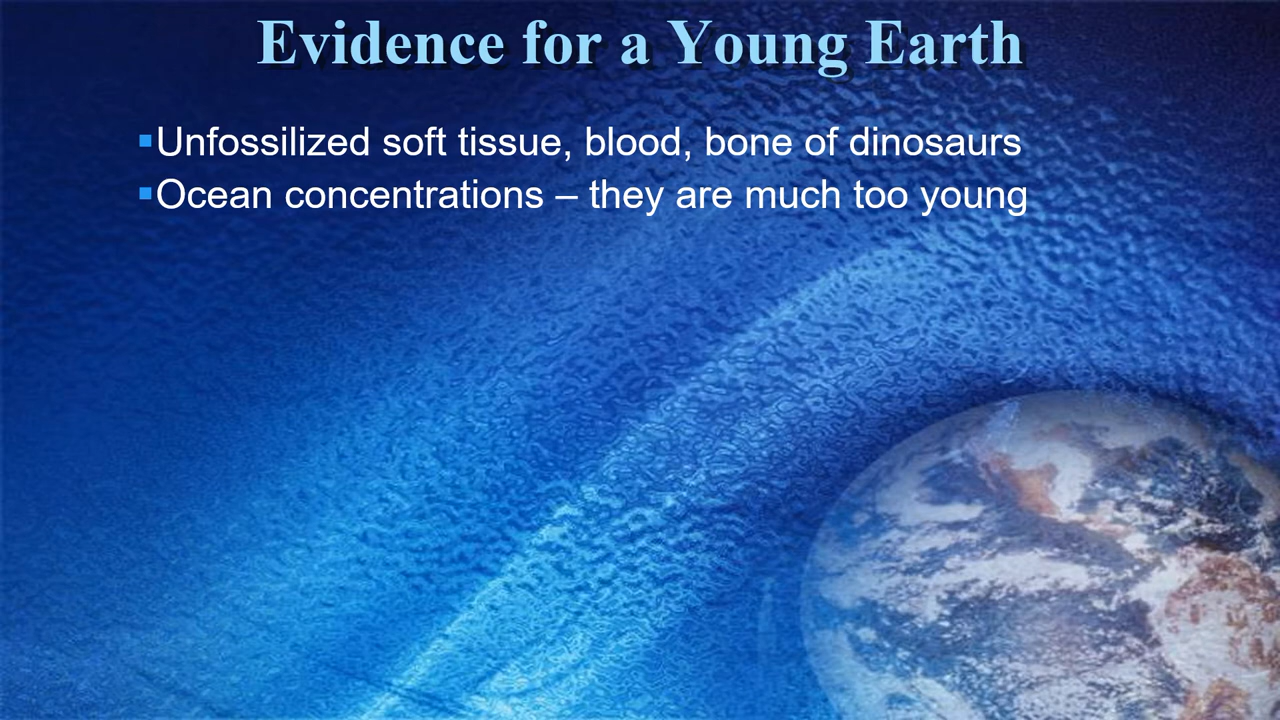 Evidence for a Young Earth
▪Unfossilized soft tissue, blood, bone of dinosaurs
▪Ocean concentrations – they are much too young